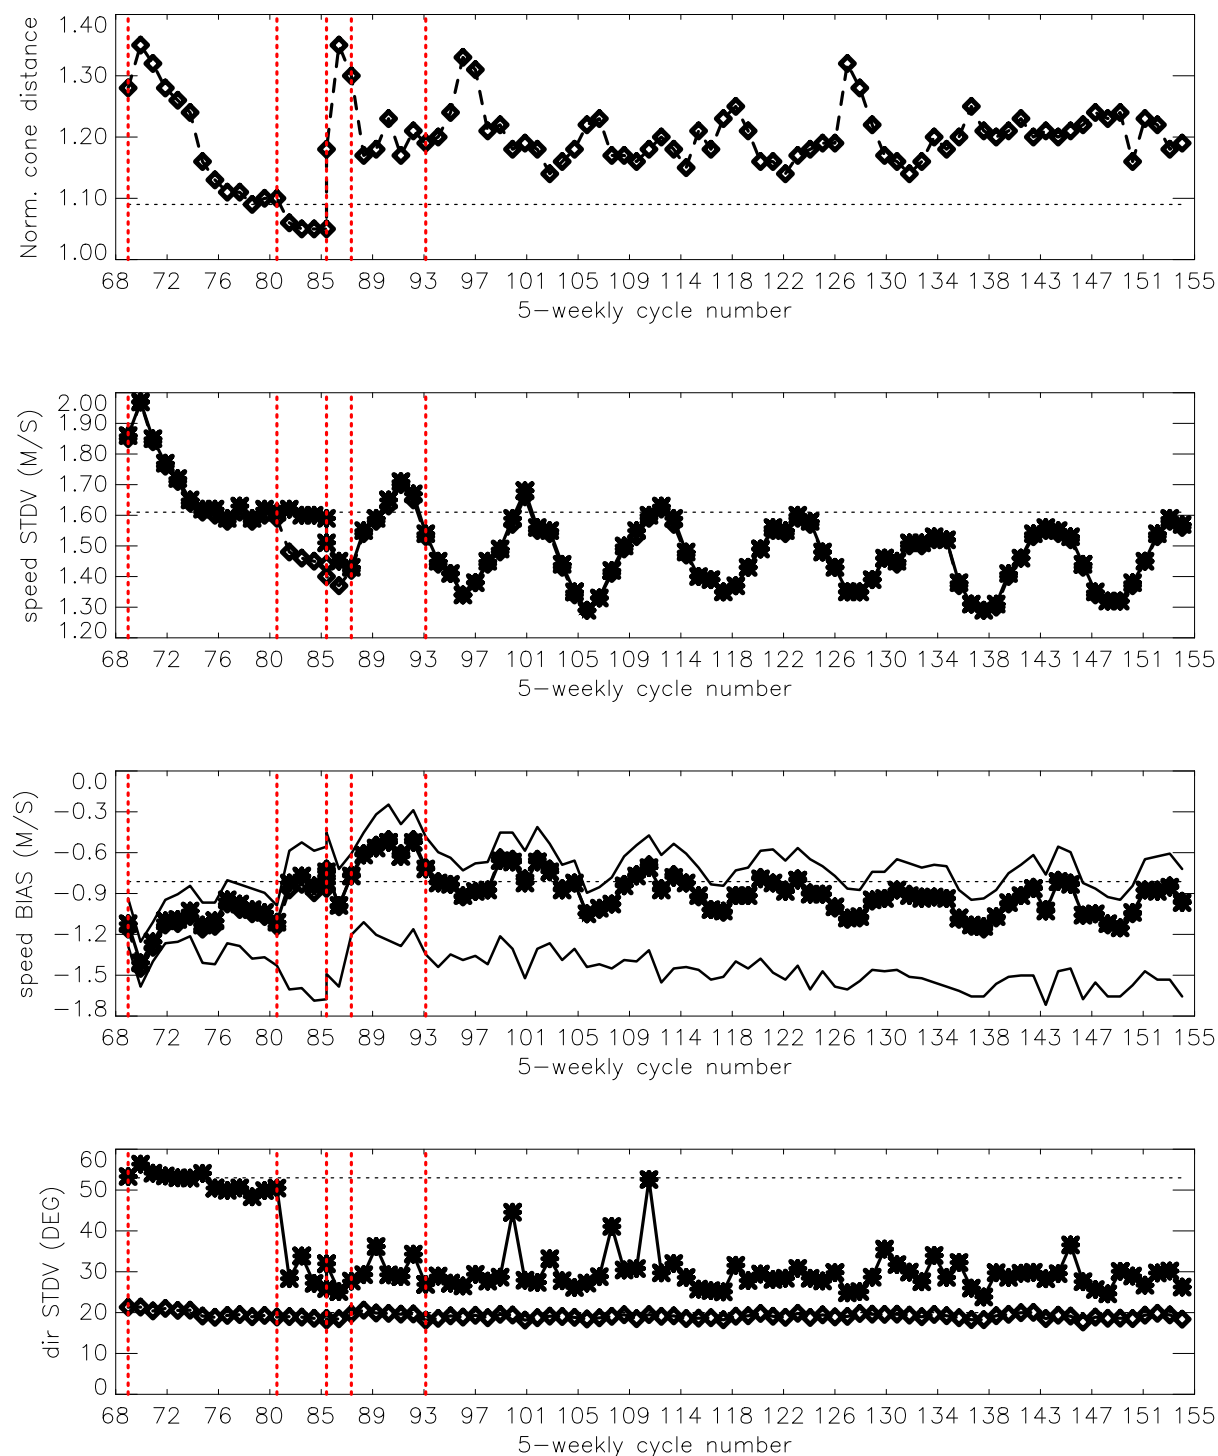 Norm. cone distance
1.40
1.30
1.20
1.10
1.00
68 72 76 80 85 89 93 97 101 105 109 114 118 122 126 130 134 138 143 147 151 155
5-weekly cycle number
speed STDV (M/S)
2.00
1.90
1.80
1.70
1.60
1.50
1.40
1.30
1.20
68 72 76 80 85 89 93 97 101 105 109 114 118 122 126 130 134 138 143 147 151 155
5-weekly cycle number
speed BIAS (M/S)
0.0
-0.3
-0.6
-0.9
-1.2
-1.5
-1.8
68 72 76 80 85 89 93 97 101 105 109 114 118 122 126 130 134 138 143 147 151 155
5-weekly cycle number
dir STDV (DEG)
60
50
40
30
20
10
0
68 72 76 80 85 89 93 97 101 105 109 114 118 122 126 130 134 138 143 147 151 155
5-weekly cycle number